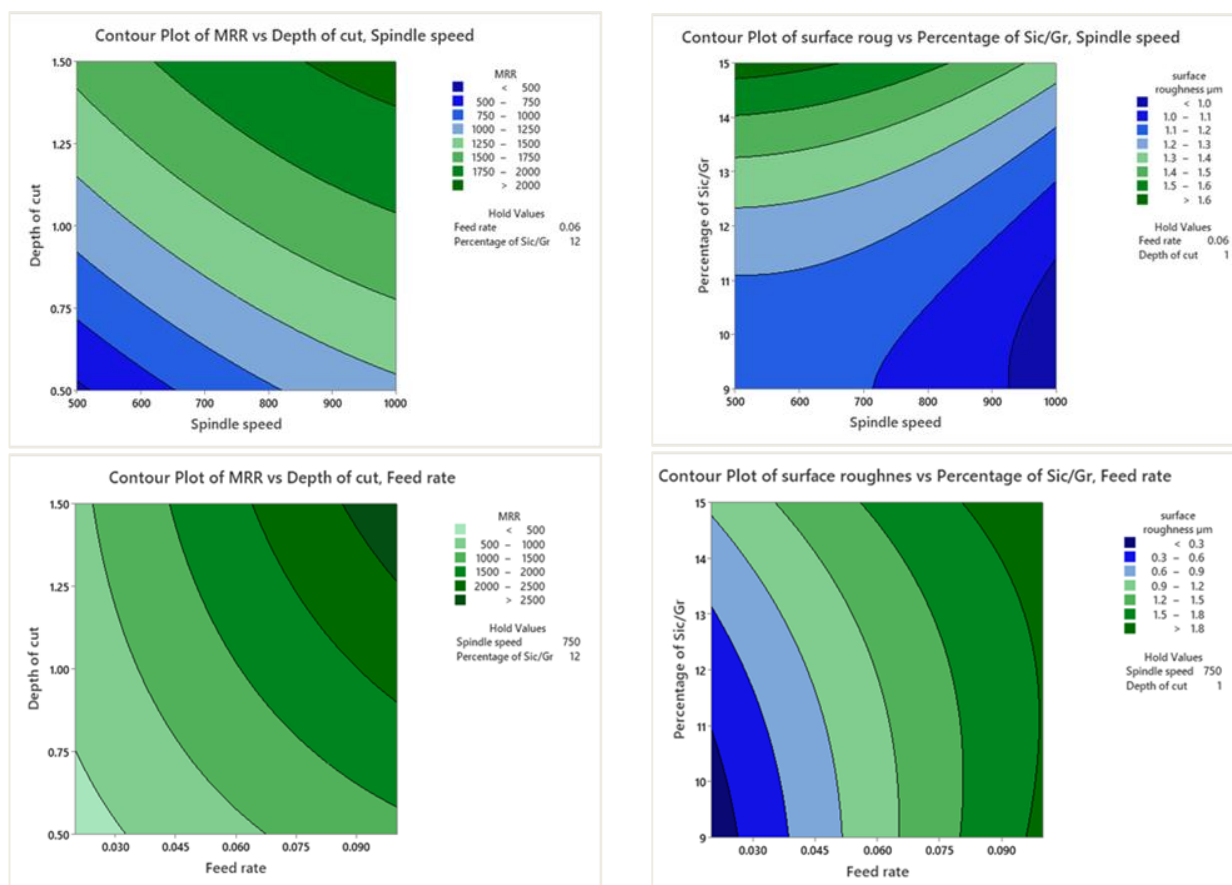 Contour Plot of MRR vs Depth of cut, Spindle speed
MRR
< 500
500 – 750
750 – 1000
1000 – 1250
1250 – 1500
1500 – 1750
1750 – 2000
> 2000
Hold Values
Feed rate 0.06
Percentage of Sic/Gr 12
Depth of cut
1.50
1.25
1.00
0.75
0.50
500 600 700 800 900 1000
Spindle speed
Contour Plot of surface roug vs Percentage of Sic/Gr, Spindle speed
surface
roughness µm
< 1.0
1.0 – 1.1
1.1 – 1.2
1.2 – 1.3
1.3 – 1.4
1.4 – 1.5
1.5 – 1.6
> 1.6
Hold Values
Feed rate 0.06
Depth of cut 1
Percentage of Sic/Gr
15
14
13
12
11
10
9
500 600 700 800 900 1000
Spindle speed
Contour Plot of MRR vs Depth of cut, Feed rate
MRR
< 500
500 – 1000
1000 – 1500
1500 – 2000
2000 – 2500
> 2500
Hold Values
Spindle speed 750
Percentage of Sic/Gr 12
Depth of cut
1.50
1.25
1.00
0.75
0.50
0.030 0.045 0.060 0.075 0.090
Feed rate
Contour Plot of surface roughnes vs Percentage of Sic/Gr, Feed rate
surface
roughness µm
< 0.3
0.3 – 0.6
0.6 – 0.9
0.9 – 1.2
1.2 – 1.5
1.5 – 1.8
> 1.8
Hold Values
Spindle speed 750
Depth of cut 1
Percentage of Sic/Gr
15
14
13
12
11
10
9
0.030 0.045 0.060 0.075 0.090
Feed rate